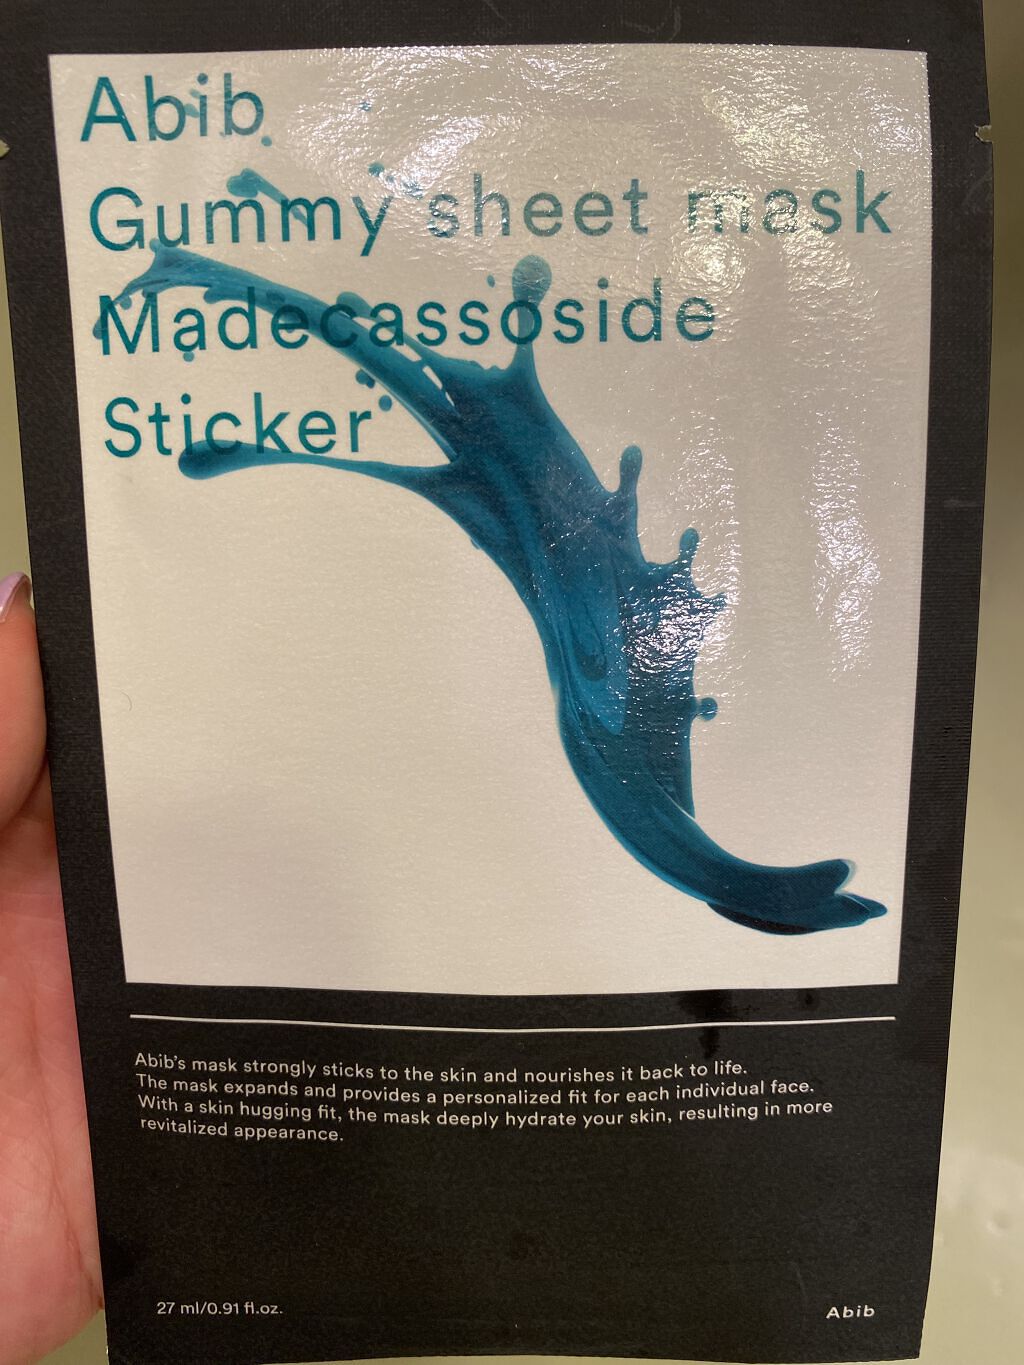 Abib
Gummy sheet mask
Madecassoside
Sticker
Abib's mask strongly sticks to the skin and nourishes it back to life.
The mask expands and provides a personalized fit for each individual face.
With a skin hugging fit, the mask deeply hydrate your skin, resulting in more
revitalized appearance.
27 ml/0.91 fl.oz.
Abib